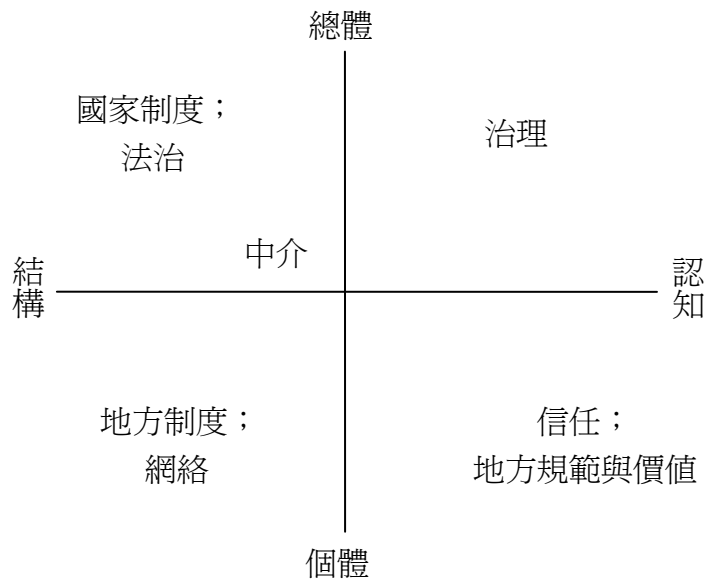 總體
國家制度；
法治
治理
中介
結構
認知
地方制度；
網絡
信任；
地方規範與價值
個體